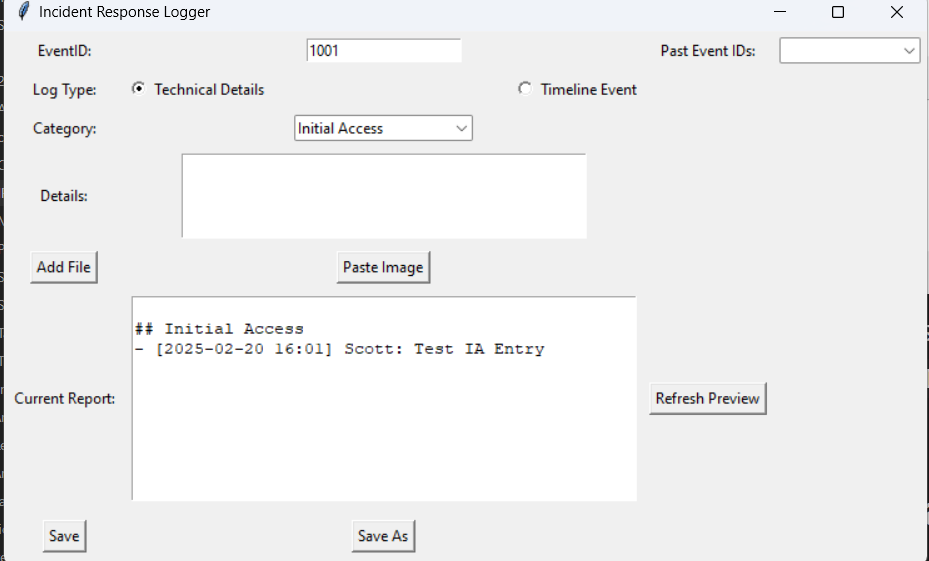 Incident Response Logger
EventID: 1001 Past Event IDs:
Log Type: Technical Details Timeline Event
Category: Initial Access
Details:
Add File Paste Image
## Initial Access
- [2025-02-20 16:01] Scott: Test IA Entry
Current Report: Refresh Preview
Save Save As